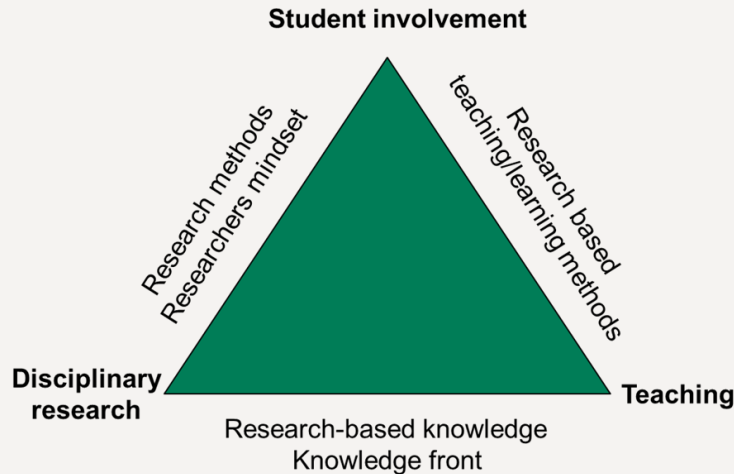 Student involvement
Research methods
Researchers mindset
Research based
teaching/learning methods
Disciplinary
research
Teaching
Research-based knowledge
Knowledge front